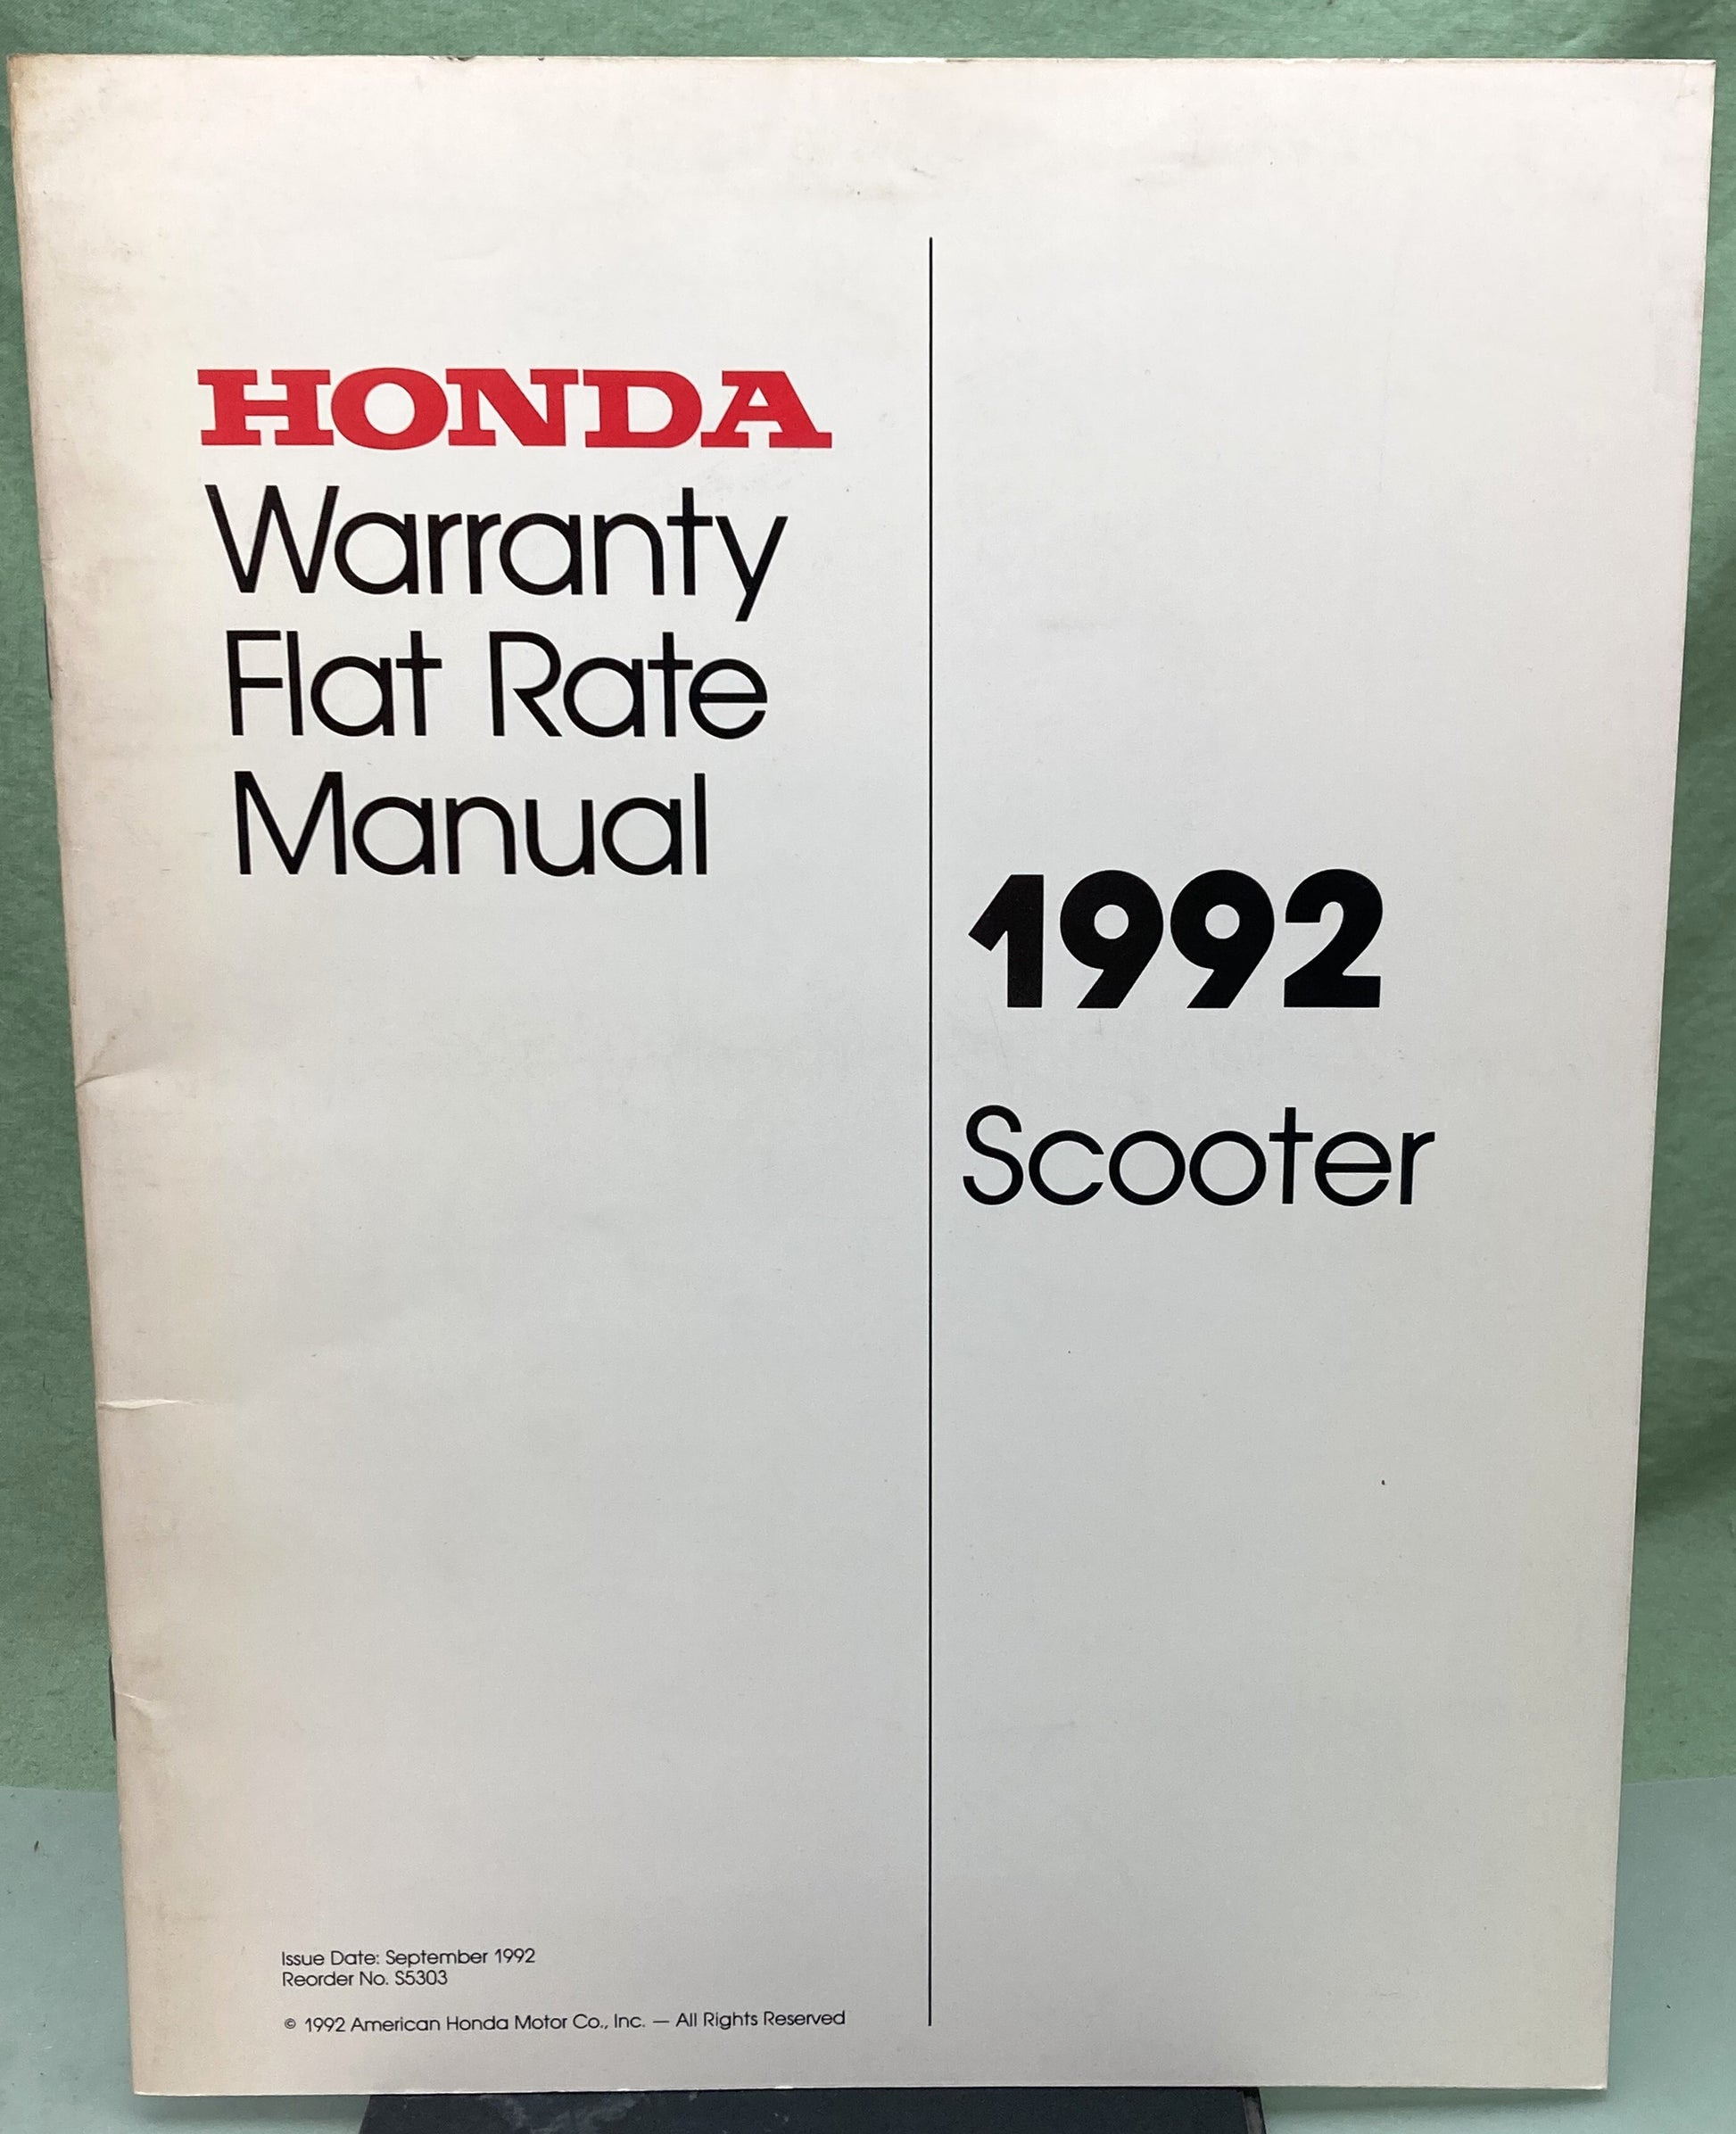 HONDA
Warranty
Flat Rate
Manual
1992
Scooter
Issue Date: September 1992
Reorder No. S5303
© 1992 American Honda Motor Co., Inc. — All Rights Reserved